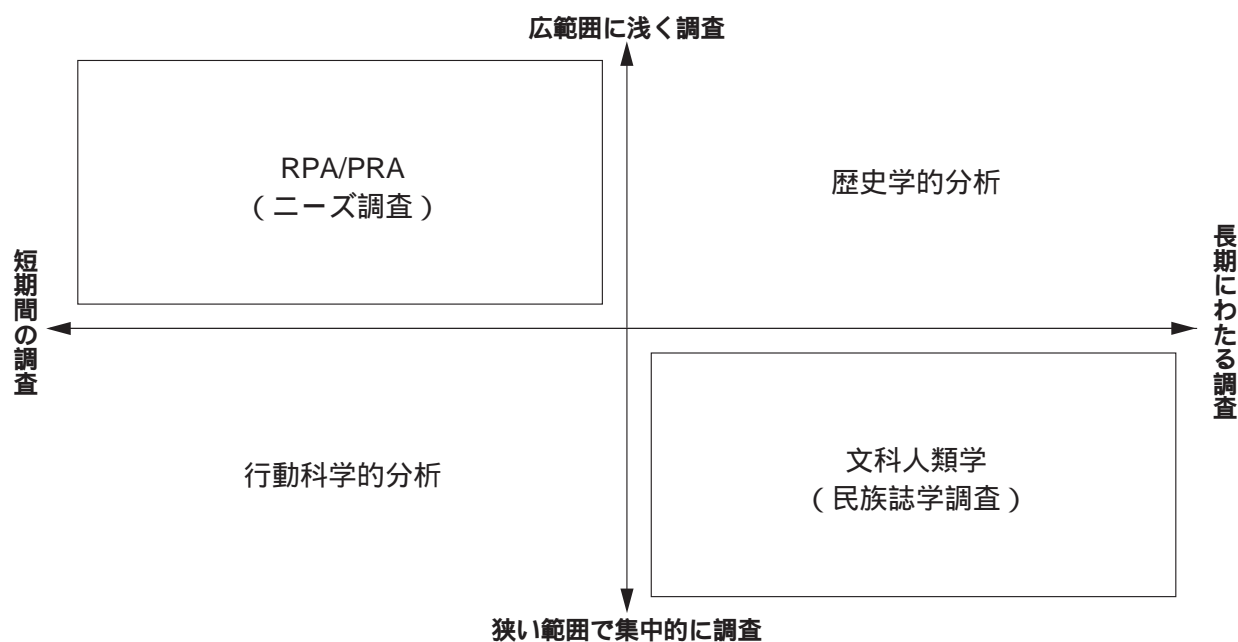 広範囲に浅く調査
RPA/PRA
（ニーズ調査）
歴史学的分析
短期間の調査
長期にわたる調査
行動科学的分析
文科人類学
（民族誌学調査）
狭い範囲で集中的に調査